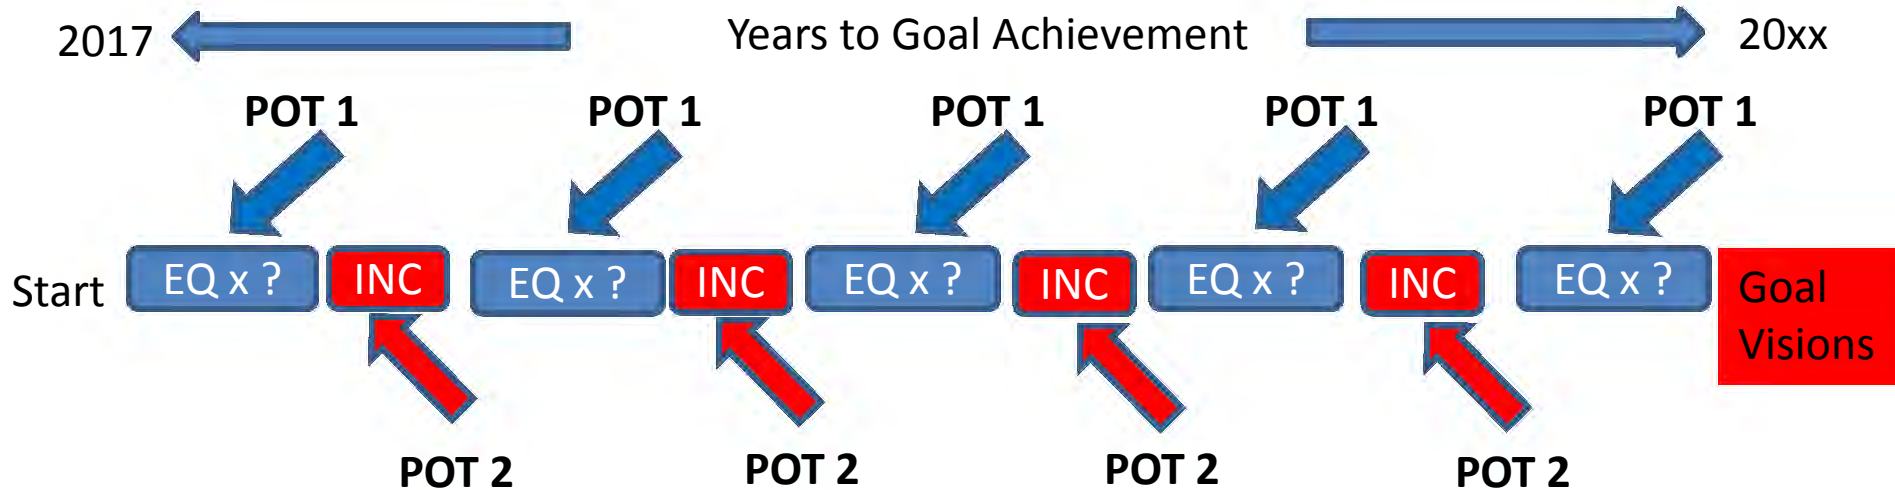 2017 Years to Goal Achievement 20xx
POT 1 POT 1 POT 1 POT 1 POT 1
Start EQ x ? INC EQ x ? INC EQ x ? INC EQ x ? INC EQ x ? Goal
Visions
POT 2 POT 2 POT 2 POT 2